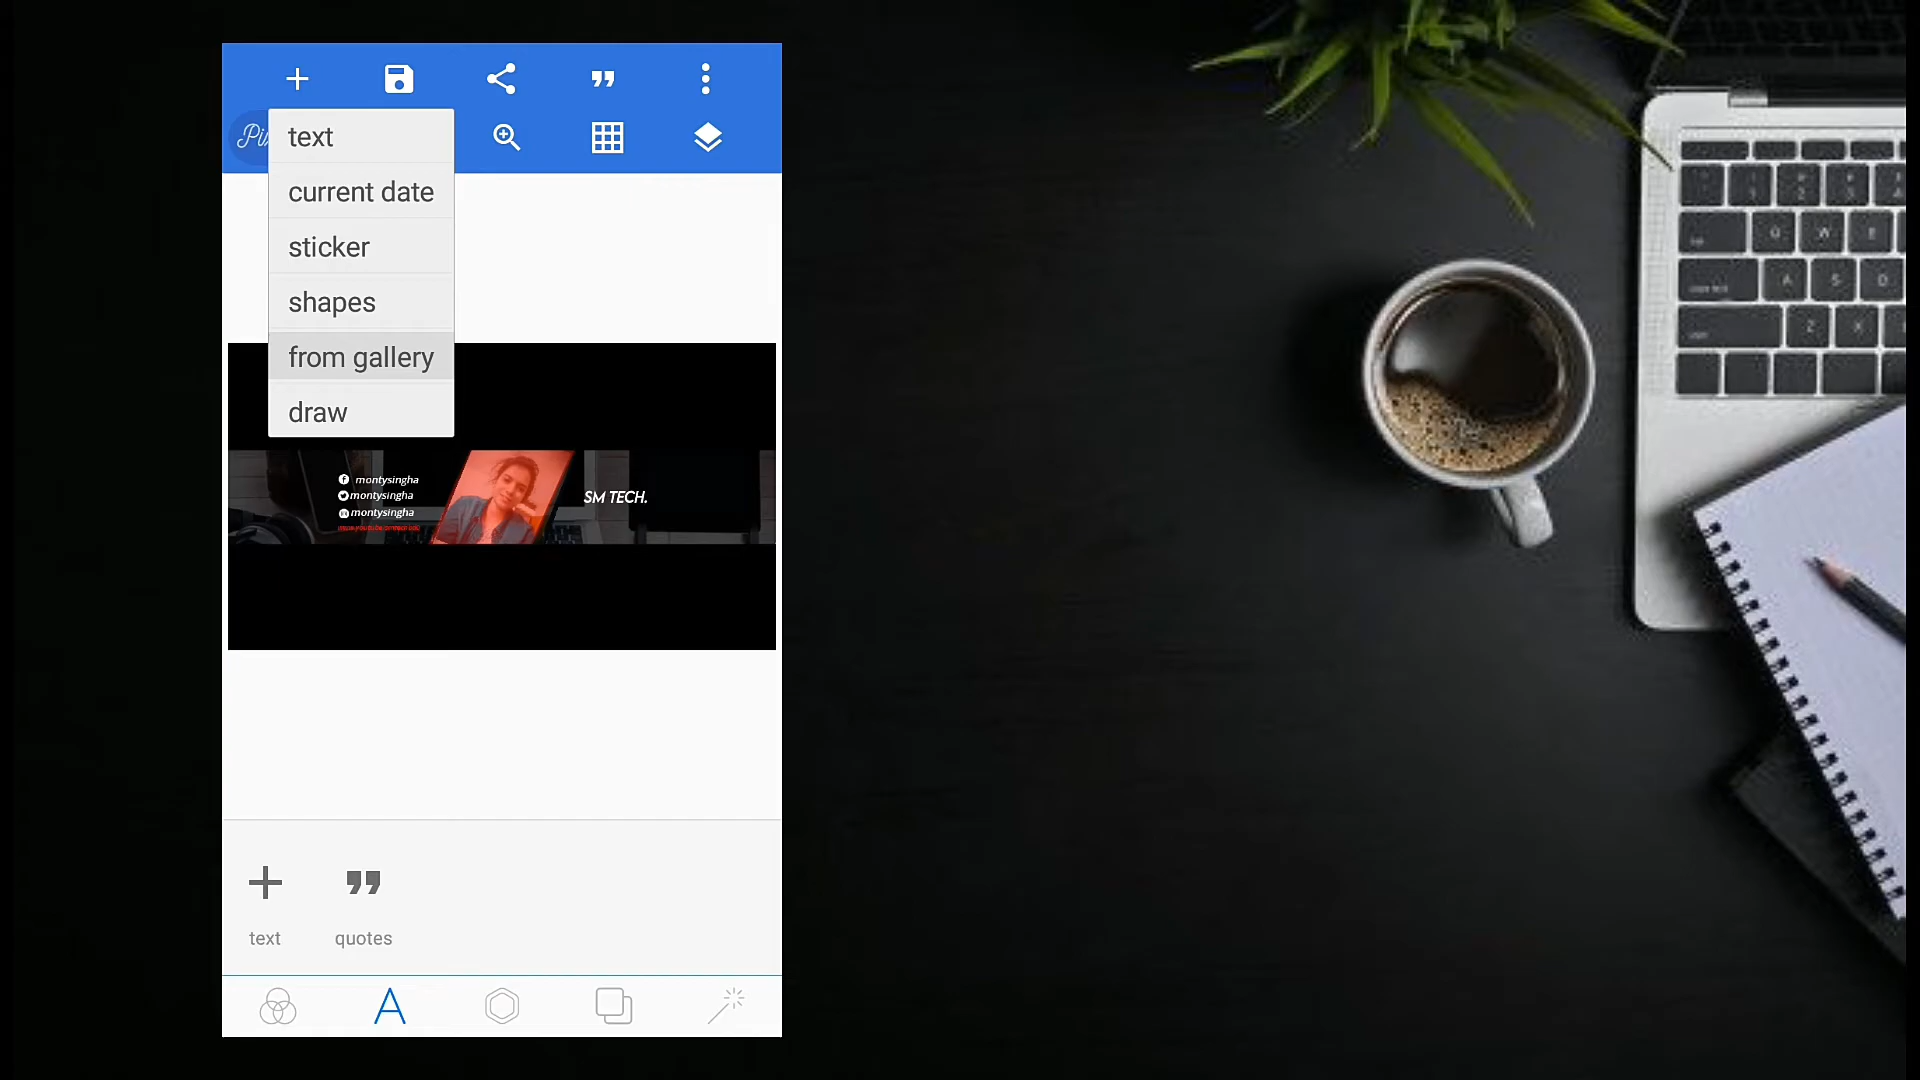 text
current date
sticker
shapes
from gallery
draw
montysingha
montysingha
montysingha
SM TECH.
text
quotes
Q W E
A S D
Z X